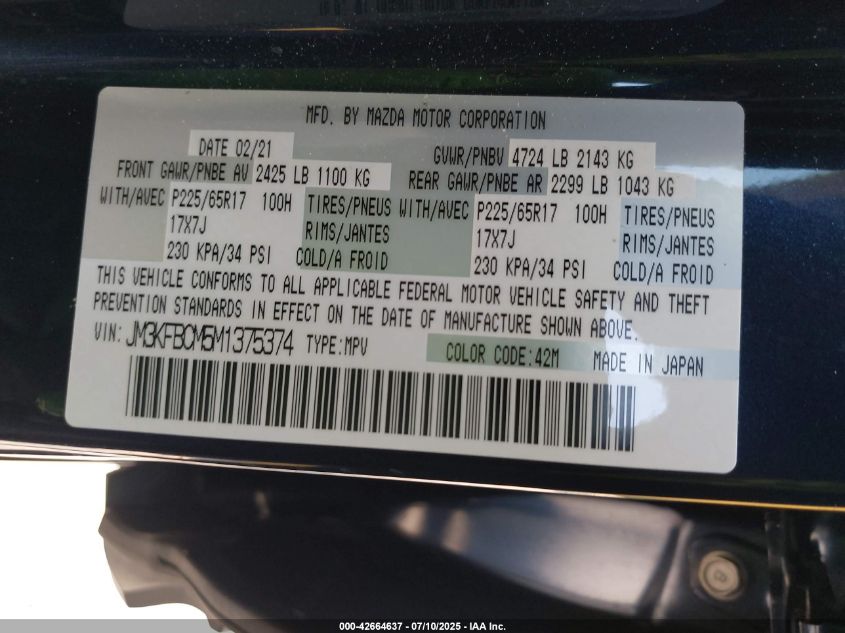 MFD. BY MAZDA MOTOR CORPORATION
DATE 02/21 GVWR/PNBV 4724 LB 2143 KG
FRONT GAWR/PNBE AV 2425 LB 1100 KG REAR GAWR/PNBE AR 2299 LB 1043 KG
WITH/AVEC P225/65R17 100H TIRES/PNEUS WITH/AVEC P225/65R17 100H TIRES/PNEUS
17X7J RIMS/JANTES 17X7J RIMS/JANTES
230 KPA/34 PSI COLD/A FROID 230 KPA/34 PSI COLD/A FROID
THIS VEHICLE CONFORMS TO ALL APPLICABLE FEDERAL MOTOR VEHICLE SAFETY AND THEFT
PREVENTION STANDARDS IN EFFECT ON THE DATE OF MANUFACTURE SHOWN ABOVE.
VIN: JM3KFBCM5M1375374 TYPE:MPV COLOR CODE:42M MADE IN JAPAN
000-42664637 - 07/10/2025 - IAA Inc.